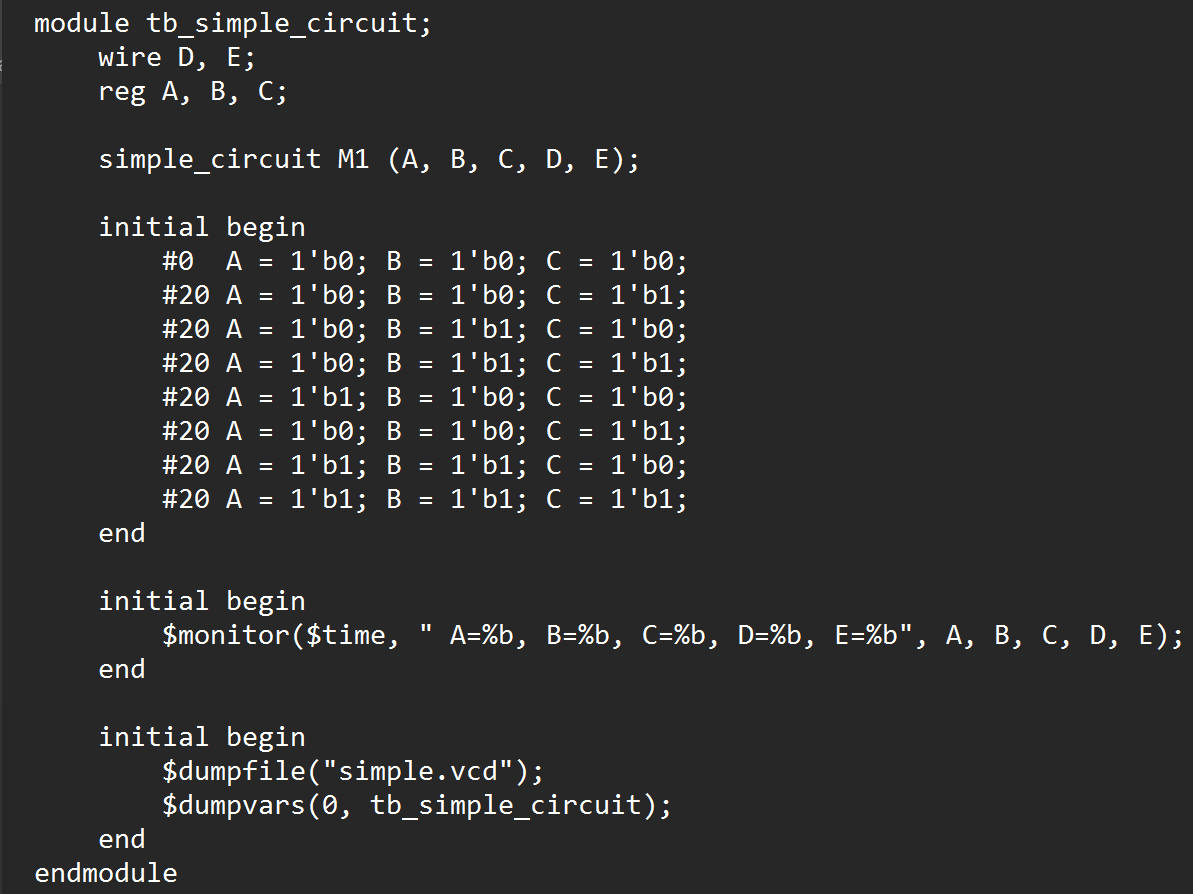 module tb_simple_circuit;
    wire D, E;
    reg A, B, C;

    simple_circuit M1 (A, B, C, D, E);

    initial begin
        #0  A = 1'b0; B = 1'b0; C = 1'b0;
        #20 A = 1'b0; B = 1'b0; C = 1'b1;
        #20 A = 1'b0; B = 1'b1; C = 1'b0;
        #20 A = 1'b0; B = 1'b1; C = 1'b1;
        #20 A = 1'b1; B = 1'b0; C = 1'b0;
        #20 A = 1'b0; B = 1'b0; C = 1'b1;
        #20 A = 1'b1; B = 1'b1; C = 1'b0;
        #20 A = 1'b1; B = 1'b1; C = 1'b1;
    end

    initial begin
        $monitor($time, " A=%b, B=%b, C=%b, D=%b, E=%b", A, B, C, D, E);
    end

    initial begin
        $dumpfile("simple.vcd");
        $dumpvars(0, tb_simple_circuit);
    end
endmodule